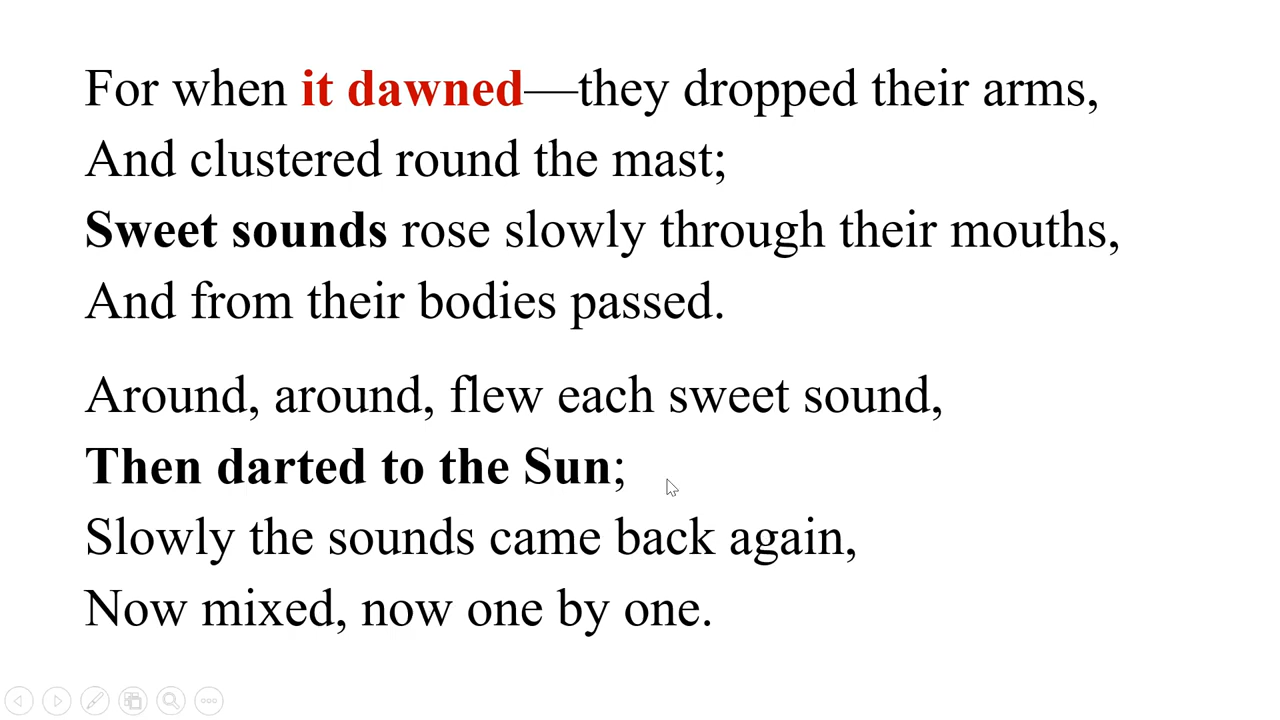 For when it dawned—they dropped their arms,
And clustered round the mast;
Sweet sounds rose slowly through their mouths,
And from their bodies passed.
Around, around, flew each sweet sound,
Then darted to the Sun;
Slowly the sounds came back again,
Now mixed, now one by one.